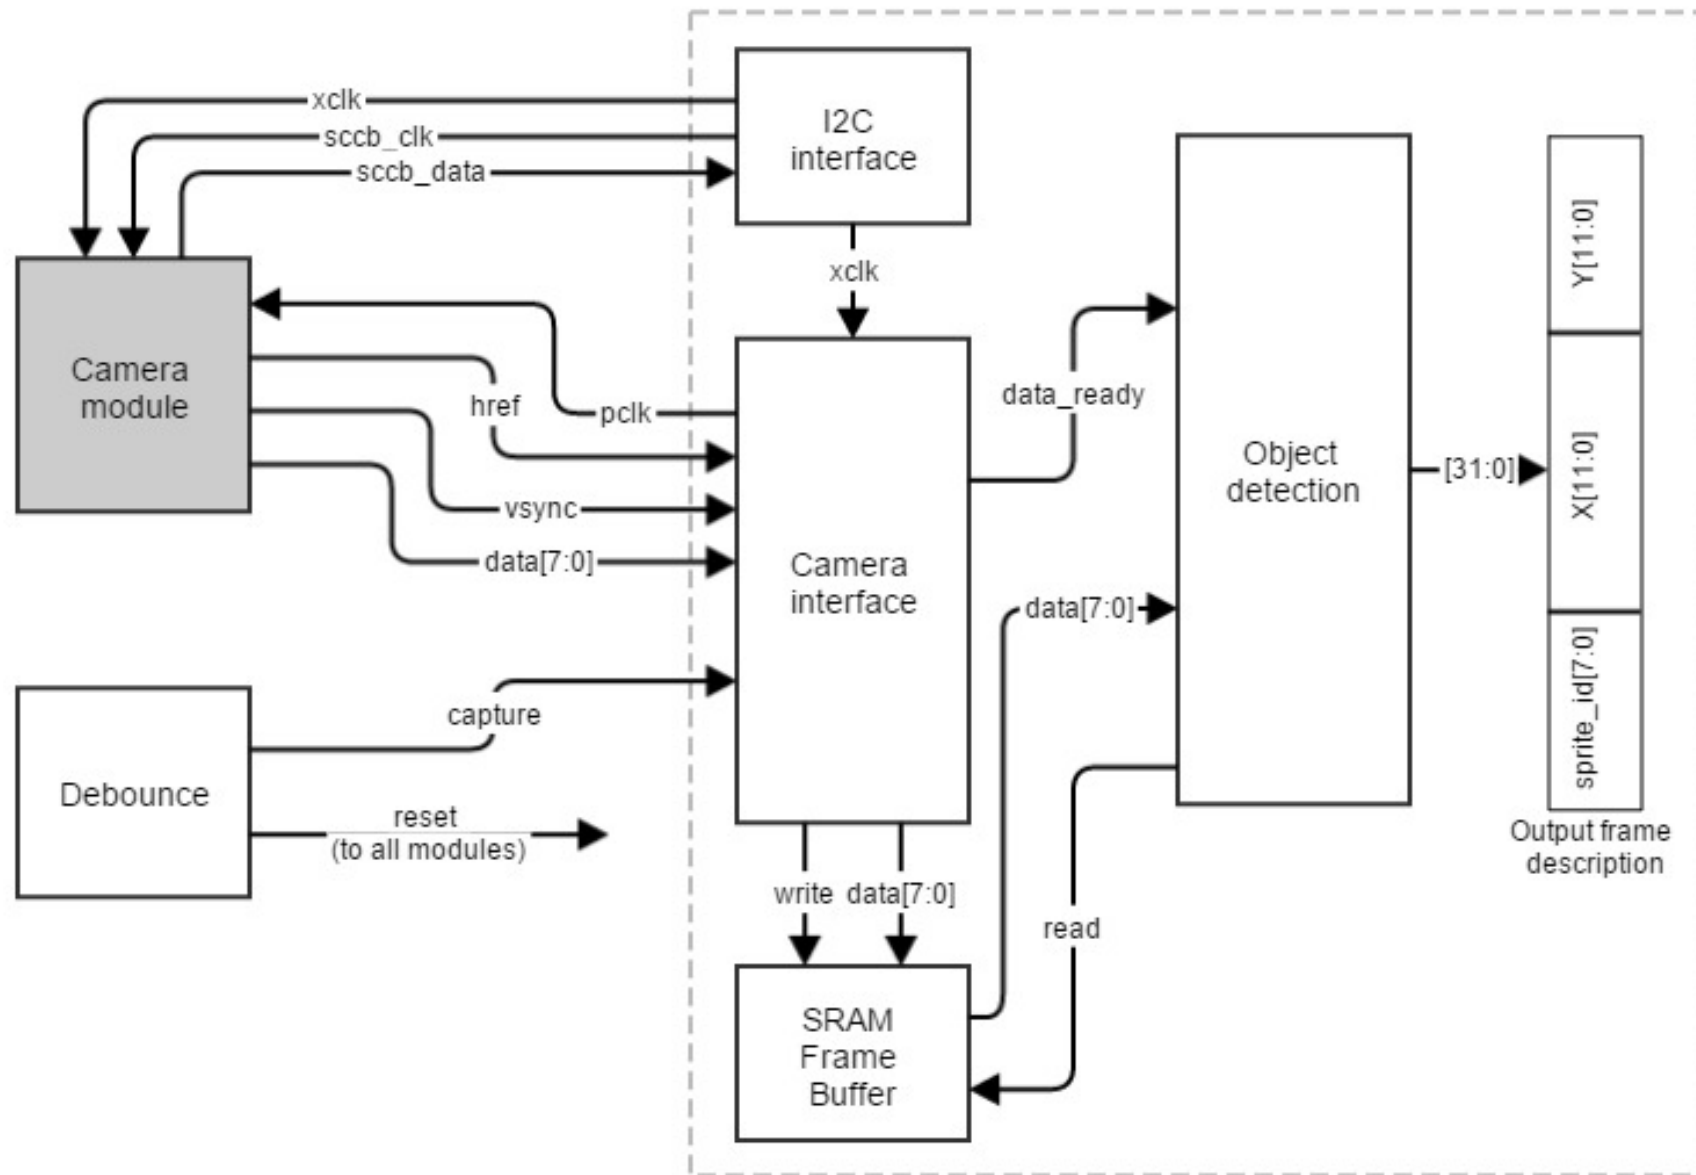 xclk
sccb_clk
sccb_data
I2C
interface
xclk
Camera
module
href
pclk
vsync
data[7:0]
Camera
interface
data_ready
Object
detection
[31:0]
Y[11:0]
X[11:0]
sprite_id[7:0]
Output frame
description
data[7:0]
capture
Debounce
reset
(to all modules)
write
data[7:0]
read
SRAM
Frame
Buffer